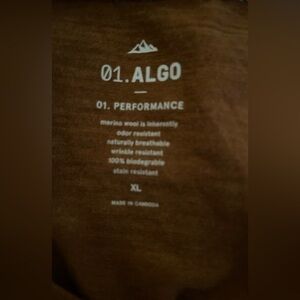 01.ALGO
01. PERFORMANCE
merino wool is inherently
odor resistant
naturally breathable
wrinkle resistant
100% biodegradable
stain resistant
XL
MADE IN CAMBODIA